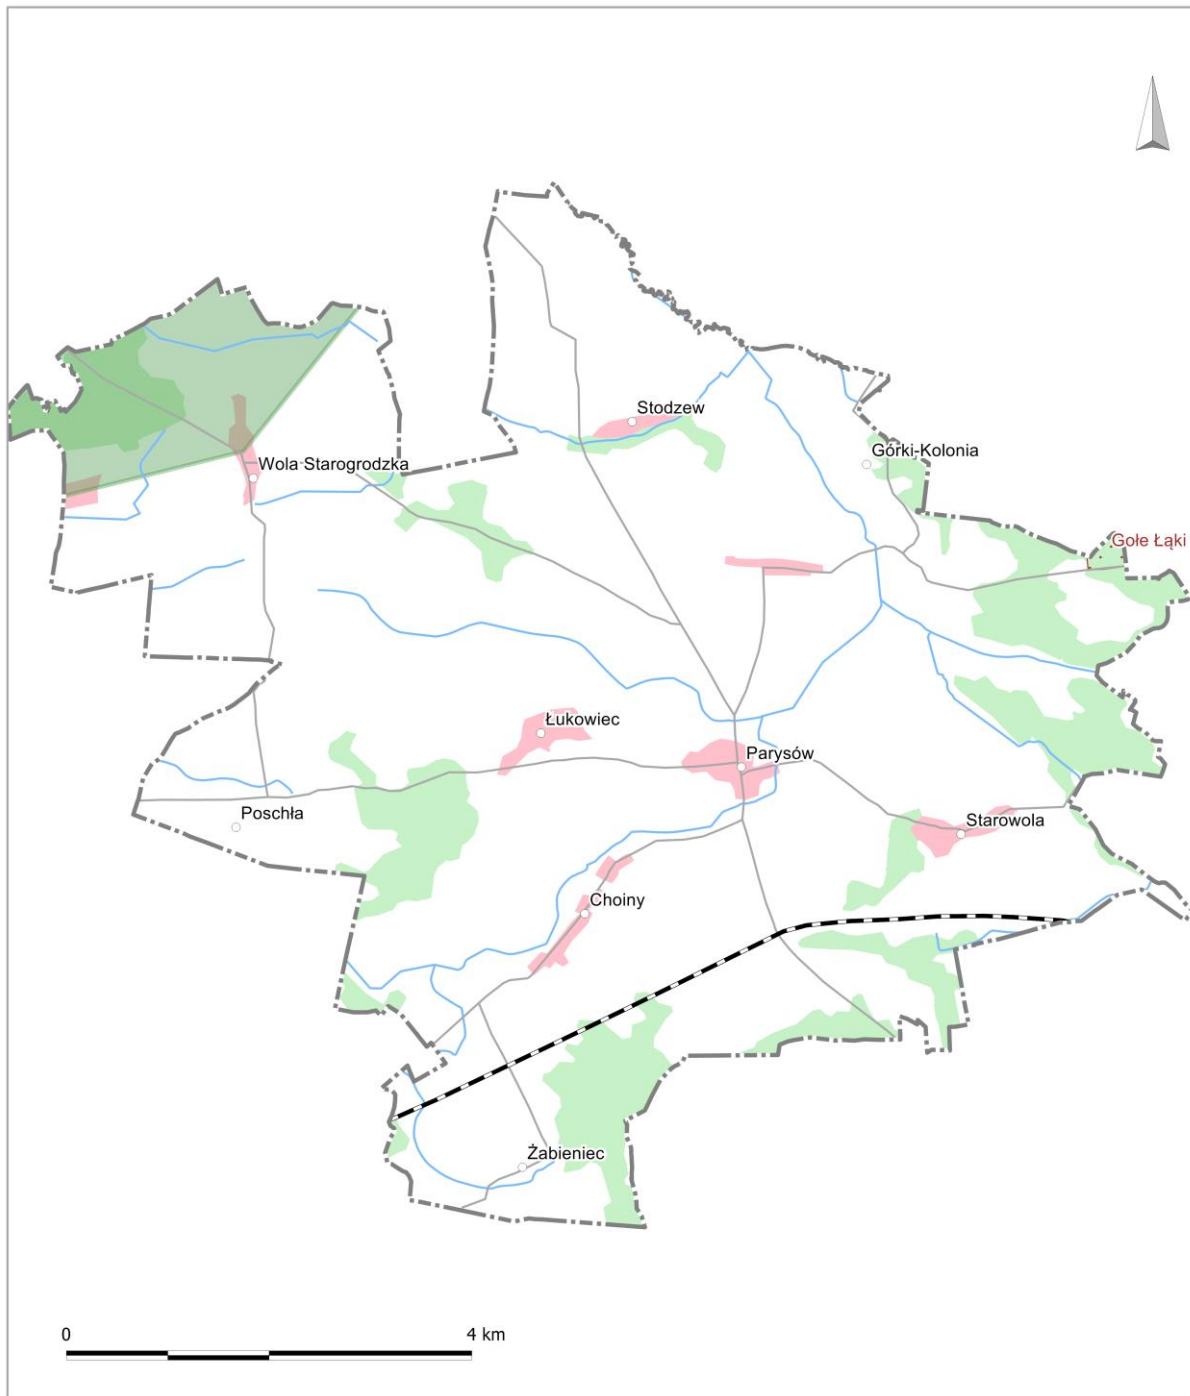 Stodzew
Górki-Kolonia
Wola Starogrodzka
Gołe Łąki
Łukowiec
Parysów
Poschła
Starowola
Choiny
Żabieniec
0
4 km